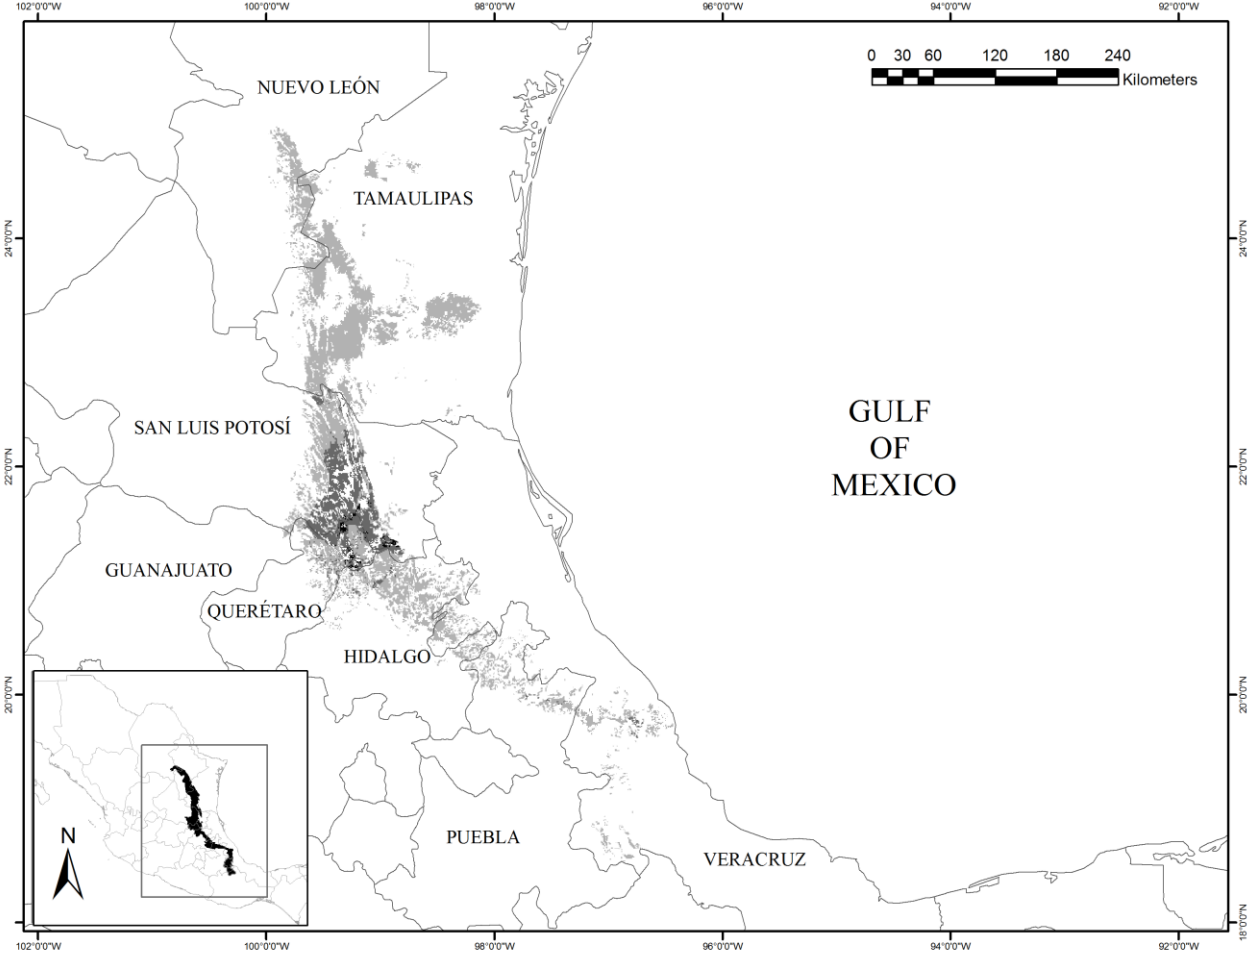 102°0'0"W 100°0'0"W 98°0'0"W 96°0'0"W 94°0'0"W 92°0'0"W
0 30 60 120 180 240
Kilometers
NUEVO LEÓN
TAMAULIPAS
24°0'0"N 24°0'0"N
GULF
OF
MEXICO
SAN LUIS POTOSÍ
22°0'0"N 22°0'0"N
GUANAJUATO
QUERÉTARO
HIDALGO
20°0'0"N 20°0'0"N
N
PUEBLA
VERACRUZ
18°0'0"N
102°0'0"W 100°0'0"W 98°0'0"W 96°0'0"W 94°0'0"W 92°0'0"W